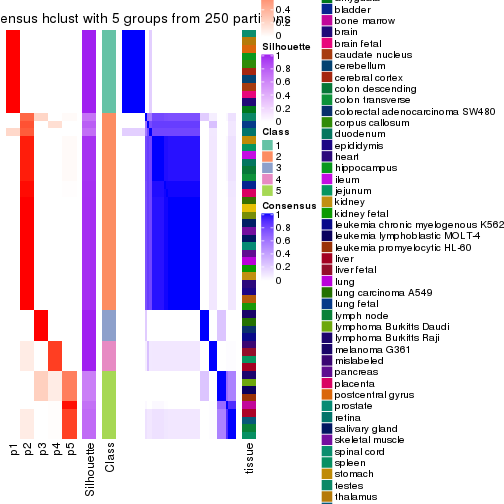 ensus hclust with 5 groups from 250 partitions
0.4
0.2
0
Silhouette
1
0.8
0.6
0.4
0.2
0
Class
1
2
3
4
5
Consensus
1
0.8
0.6
0.4
0.2
0
bladder
bone marrow
brain
brain fetal
caudate nucleus
cerebellum
cerebral cortex
colon descending
colon transverse
colorectal adenocarcinoma SW480
corpus callosum
duodenum
epididymis
heart
hippocampus
ileum
jejunum
kidney
kidney fetal
leukemia chronic myelogenous K562
leukemia lymphoblastic MOLT-4
leukemia promyelocytic HL-60
liver
liver fetal
lung
lung carcinoma A549
lung fetal
lymph node
lymphoma Burkitts Daudi
lymphoma Burkitts Raji
melanoma G361
mislabeled
pancreas
placenta
postcentral gyrus
prostate
retina
salivary gland
skeletal muscle
spinal cord
spleen
stomach
testes
thalamus
p1
p2
p3
p4
p5
Silhouette
Class
tissue